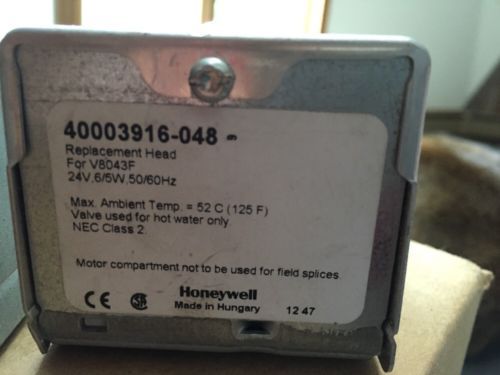 40003916-048
Replacement Head
For V8043F
24V,6/5W,50/60Hz
Max. Ambient Temp. = 52 C (125 F)
Valve used for hot water only
NEC Class 2
Motor compartment not to be used for field splices
CE
Honeywell
Made in Hungary
12 47